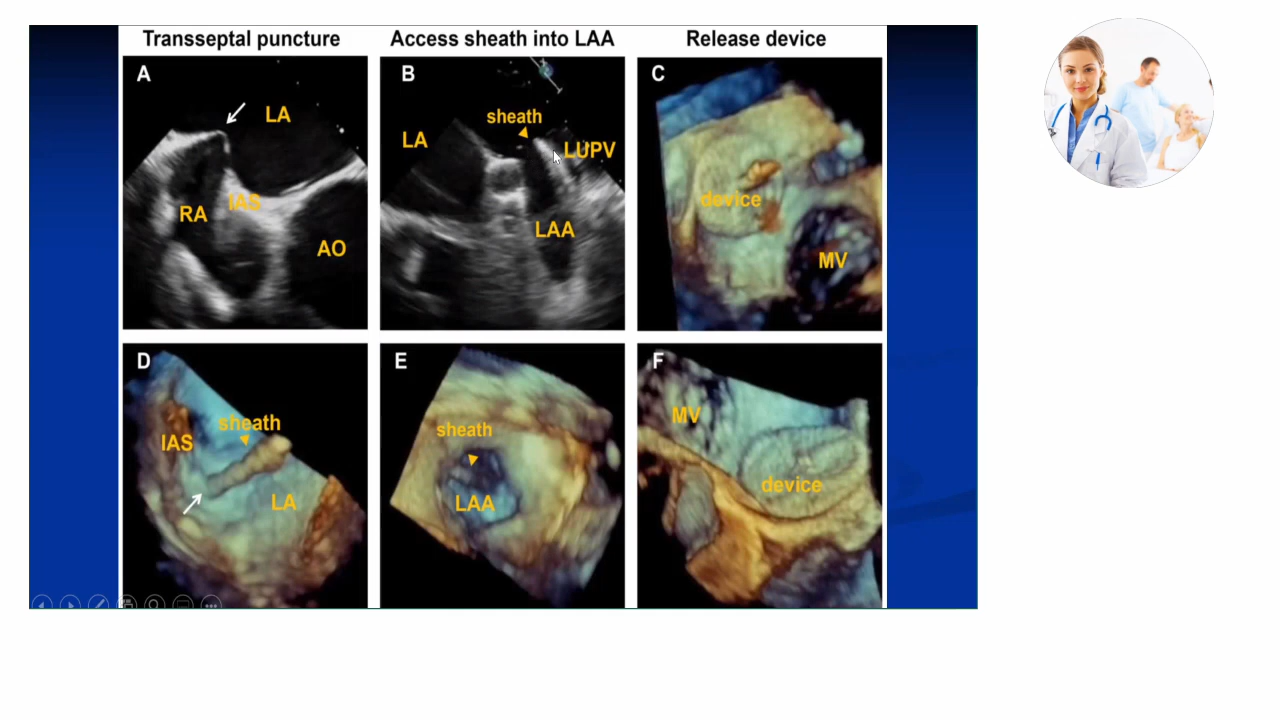 Transseptal puncture
Access sheath into LAA
Release device
A
LA
RA
IAS
AO
B
LA
sheath
LUPV
LAA
C
device
MV
D
sheath
IAS
LA
E
sheath
LAA
F
MV
device